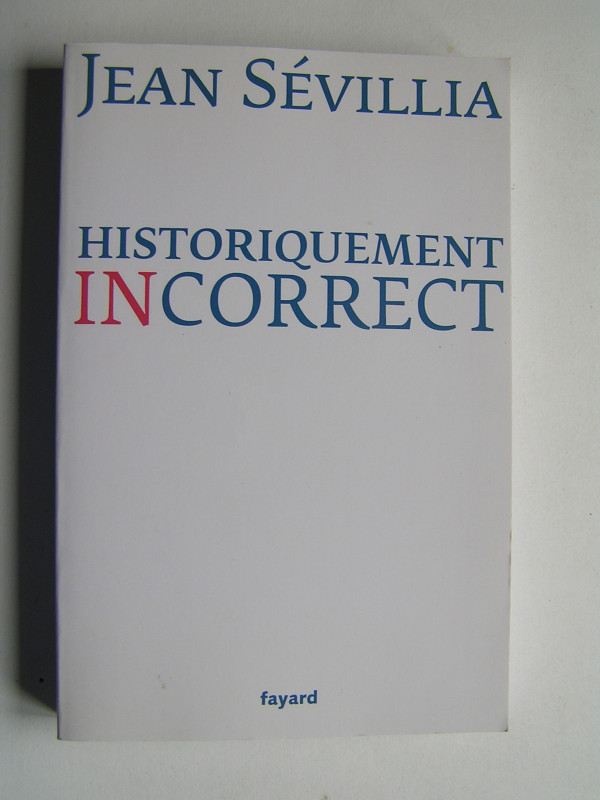 JEAN SÉVILLIA
HISTORIQUEMENT
INCORRECT
fayard